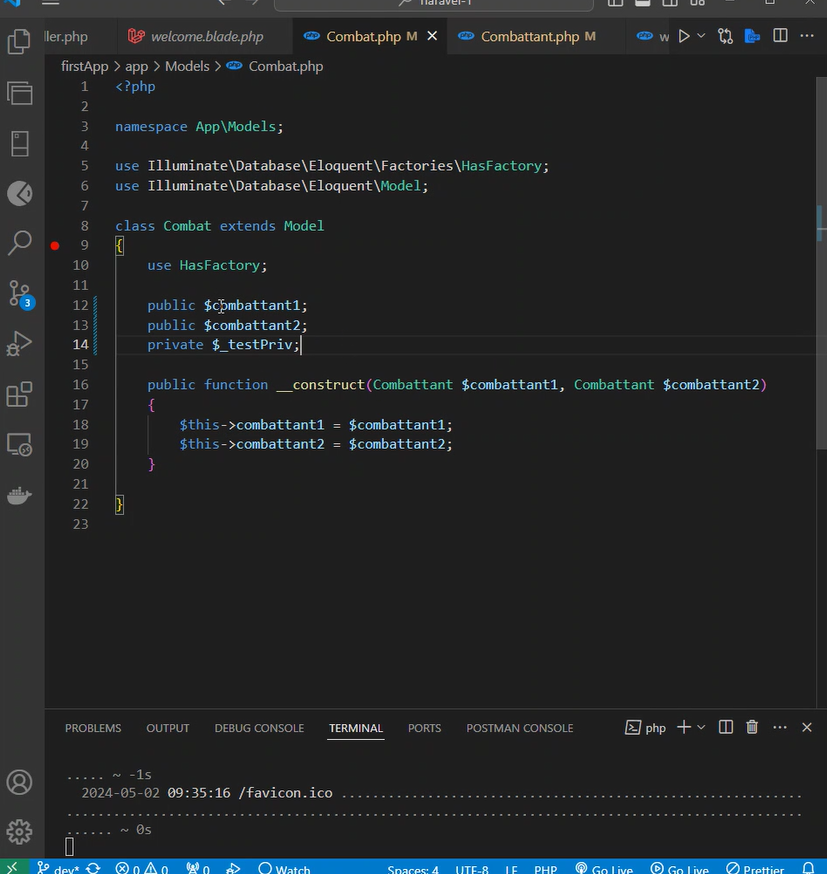 laravel-1
ller.php welcome.blade.php Combat.php M Combattant.php M w
firstApp > app > Models > Combat.php
1 <?php
2
3 namespace App\Models;
4
5 use Illuminate\Database\Eloquent\Factories\HasFactory;
6 use Illuminate\Database\Eloquent\Model;
7
8 class Combat extends Model
9 {
10 use HasFactory;
11
12 public $combattant1;
13 public $combattant2;
14 private $_testPriv;
15
16 public function __construct(Combattant $combattant1, Combattant $combattant2)
17 {
18 $this->combattant1 = $combattant1;
19 $this->combattant2 = $combattant2;
20 }
21
22 }
23
3
PROBLEMS OUTPUT DEBUG CONSOLE TERMINAL PORTS POSTMAN CONSOLE php
..... ~ -1s
2024-05-02 09:35:16 /favicon.ico ..........................................................
..............................................................................................
...... ~ 0s
dev* 0 0 0 Watch Spaces: 4 UTF-8 LF PHP Go Live Go Live Prettier